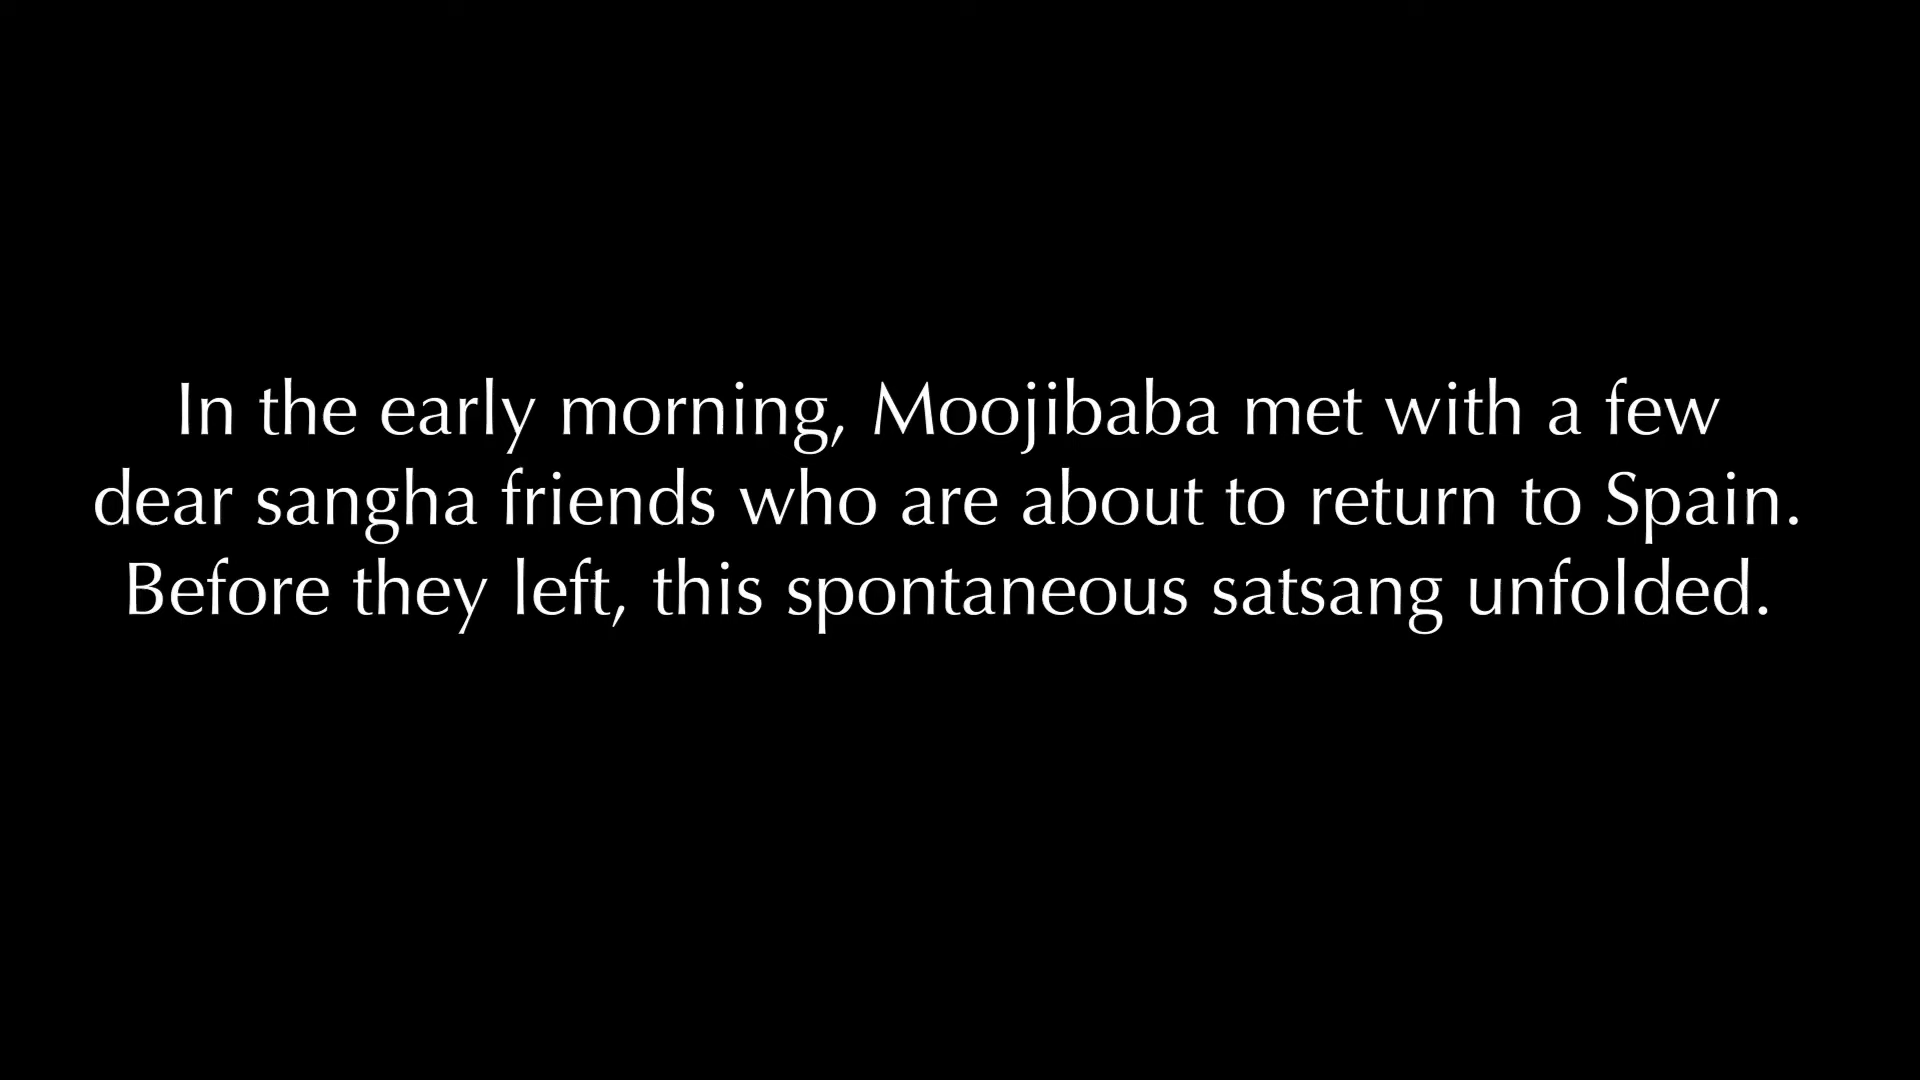 In the early morning, Moojibaba met with a few
dear sangha friends who are about to return to Spain.
Before they left, this spontaneous satsang unfolded.